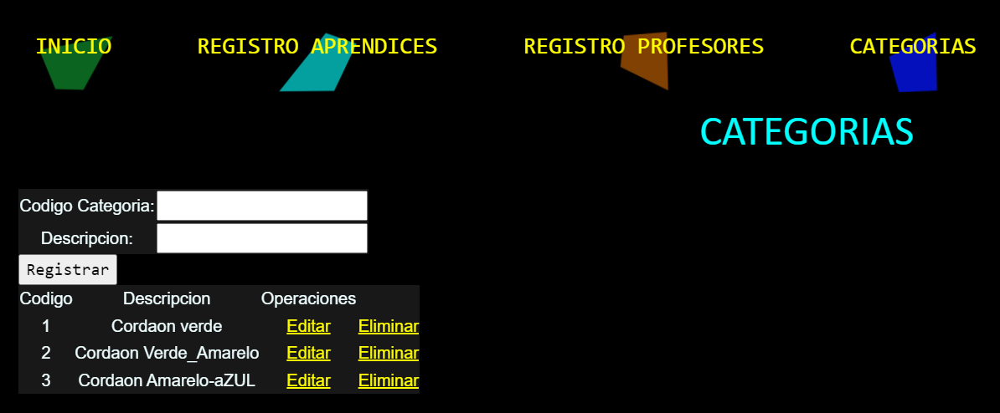 INICIO REGISTRO APRENDICES REGISTRO PROFESORES CATEGORIAS
CATEGORIAS
Codigo Categoria:
Descripcion:
Registrar
Codigo Descripcion Operaciones
1 Cordaon verde Editar Eliminar
2 Cordaon Verde_Amarelo Editar Eliminar
3 Cordaon Amarelo-aZUL Editar Eliminar